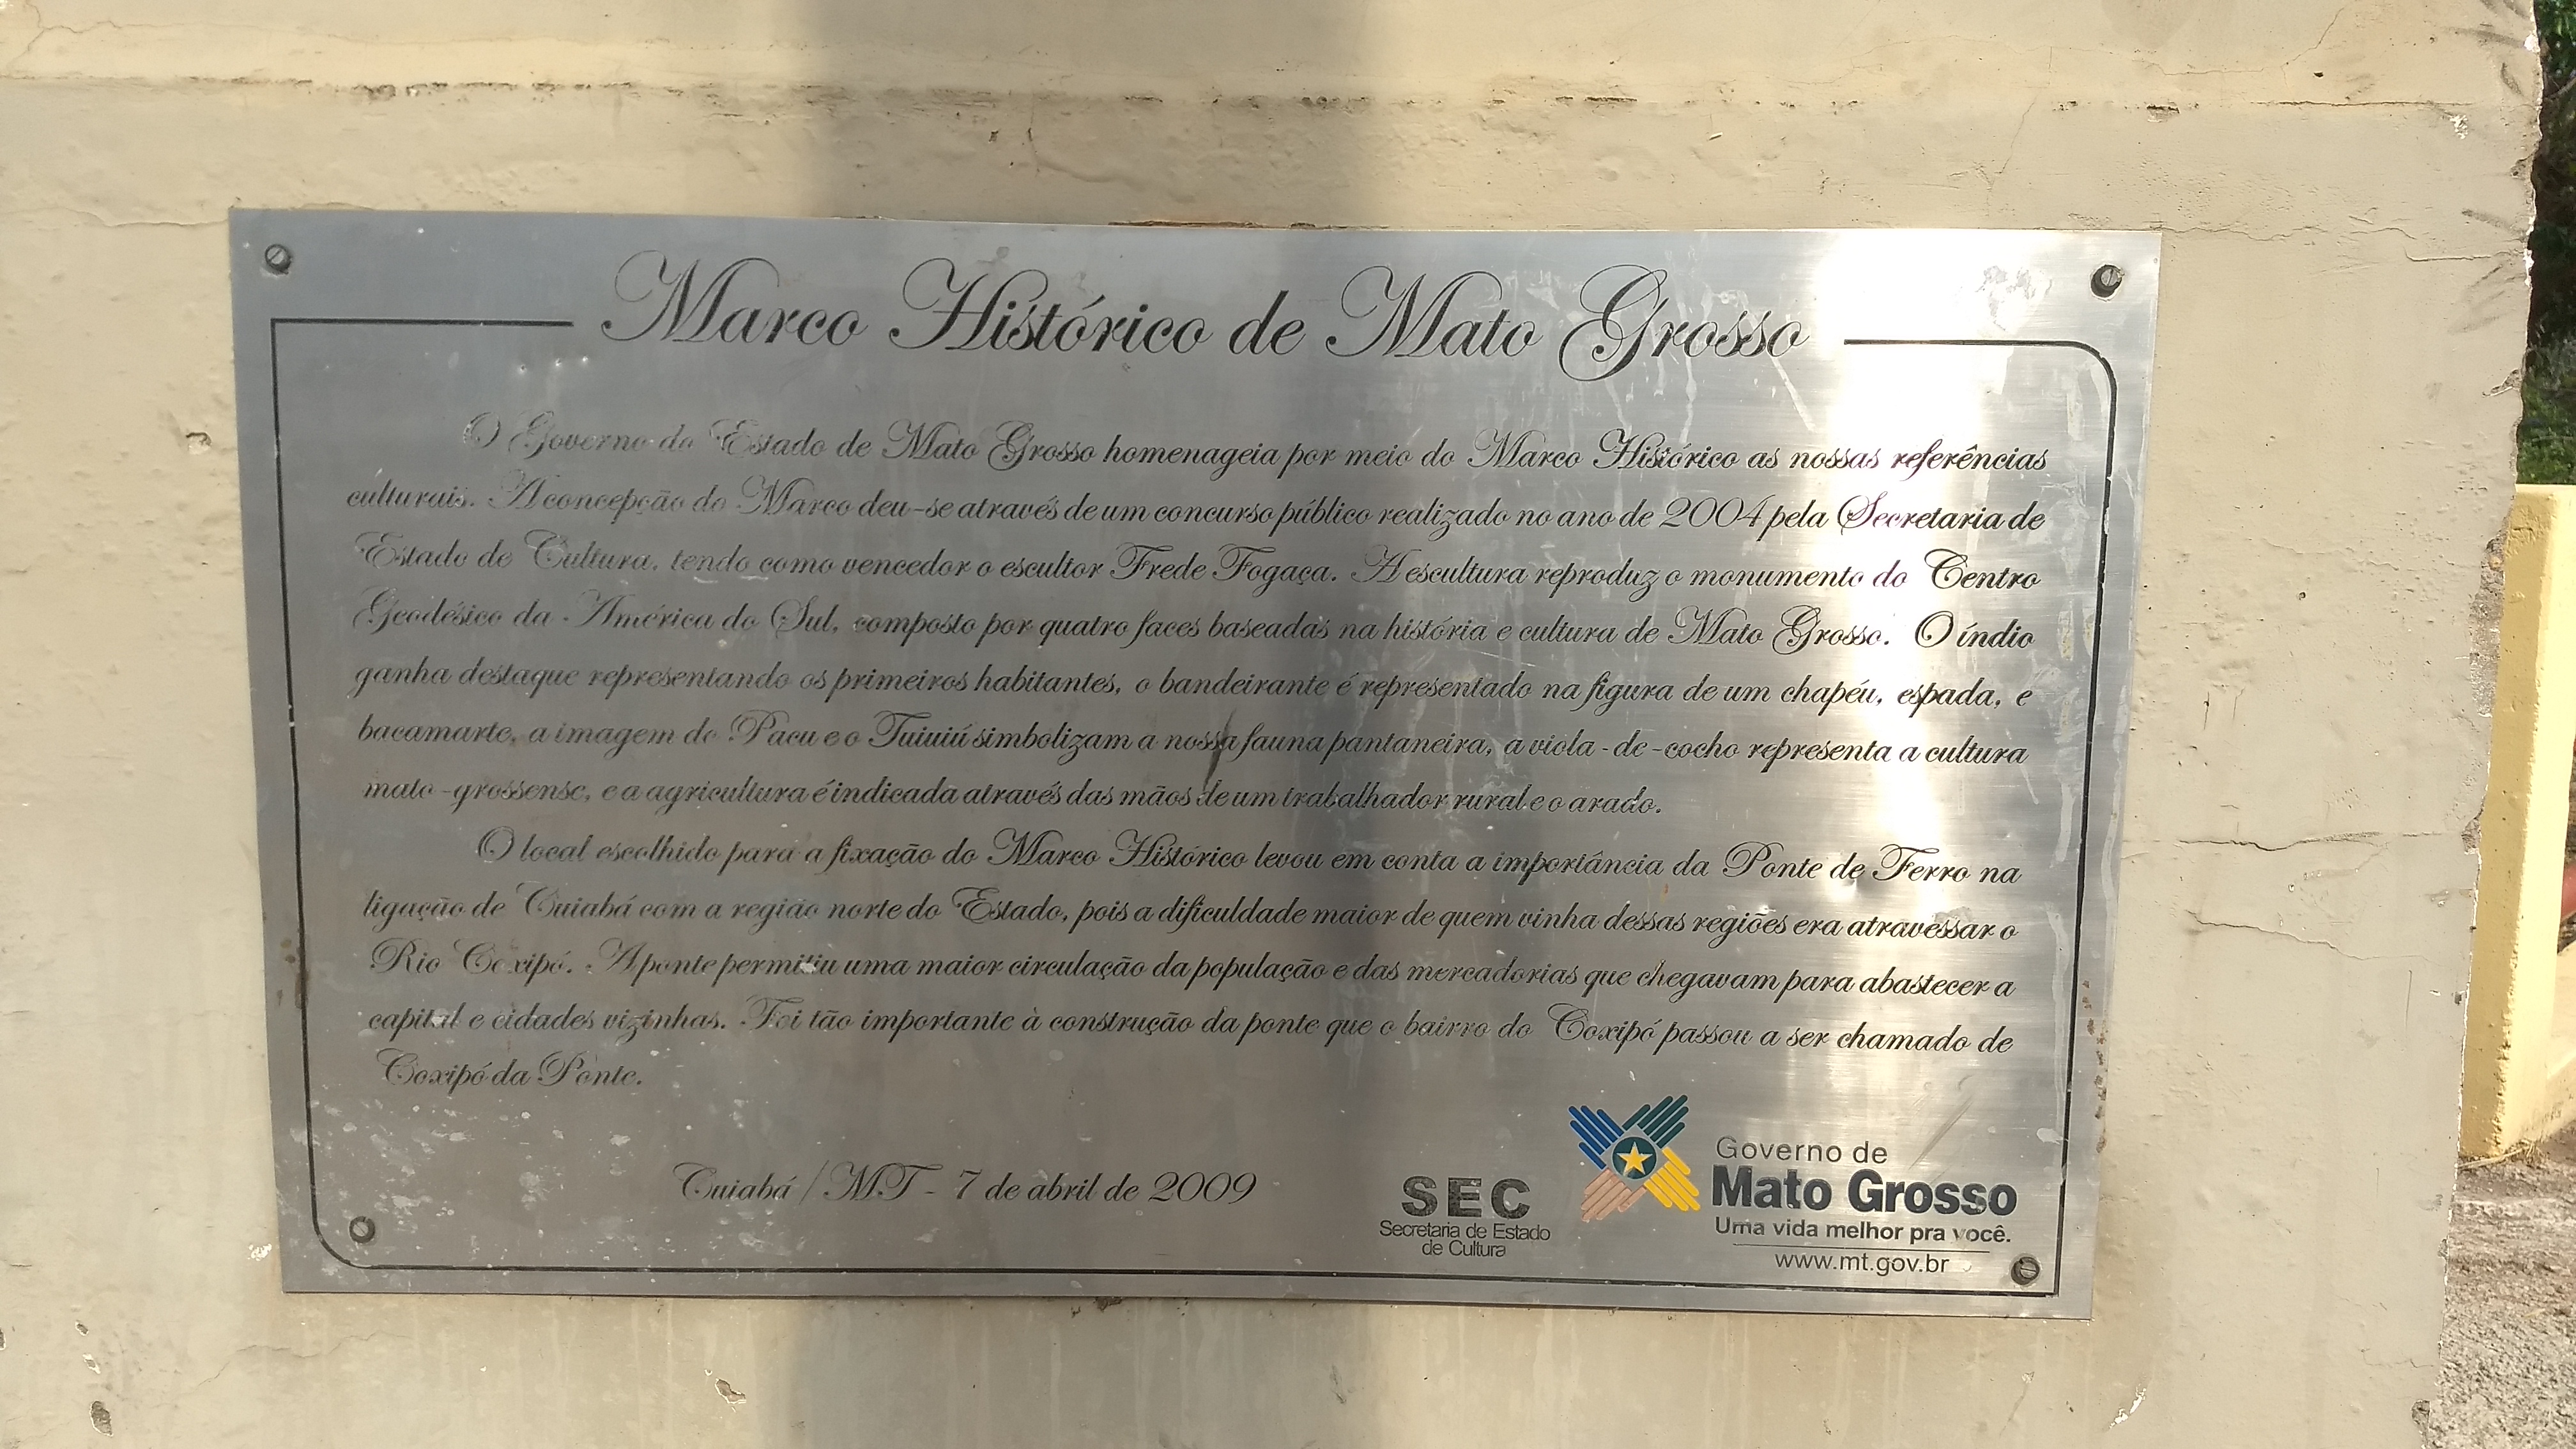 Marco Histórico de Mato Grosso
O Governo do Estado de Mato Grosso homenageia por meio do Marco Histórico as nossas referências
culturais. A concepção do Marco deu-se através de um concurso público realizado no ano de 2004 pela Secretaria de
Estado de Cultura, tendo como vencedor o escultor Frede Fogaça. A escultura reproduz o monumento do Centro
Geodésico da América do Sul, composto por quatro faces baseadas na história e cultura de Mato Grosso. O índio
ganha destaque representando os primeiros habitantes, o bandeirante é representado na figura de um chapéu, espada, e
bacamarte, a imagem do Pacu e o Tuiuiú simbolizam a nossa fauna pantaneira, a viola-de-cocho representa a cultura
mato-grossense, e a agricultura é indicada através das mãos de um trabalhador rural e o arado.
O local escolhido para a fixação do Marco Histórico levou em conta a importância da Ponte de Ferro na
ligação de Cuiabá com a região norte do Estado, pois a dificuldade maior de quem vinha dessas regiões era atravessar o
Rio Coxipó. A ponte permitiu uma maior circulação da população e das mercadorias que chegavam para abastecer a
capital e cidades vizinhas. Foi tão importante à construção da ponte que o bairro do Coxipó passou a ser chamado de
Coxipó da Ponte.
Cuiabá / MT - 7 de abril de 2009
SEC
Secretaria de Estado
de Cultura
Governo de
Mato Grosso
Uma vida melhor pra você.
www.mt.gov.br